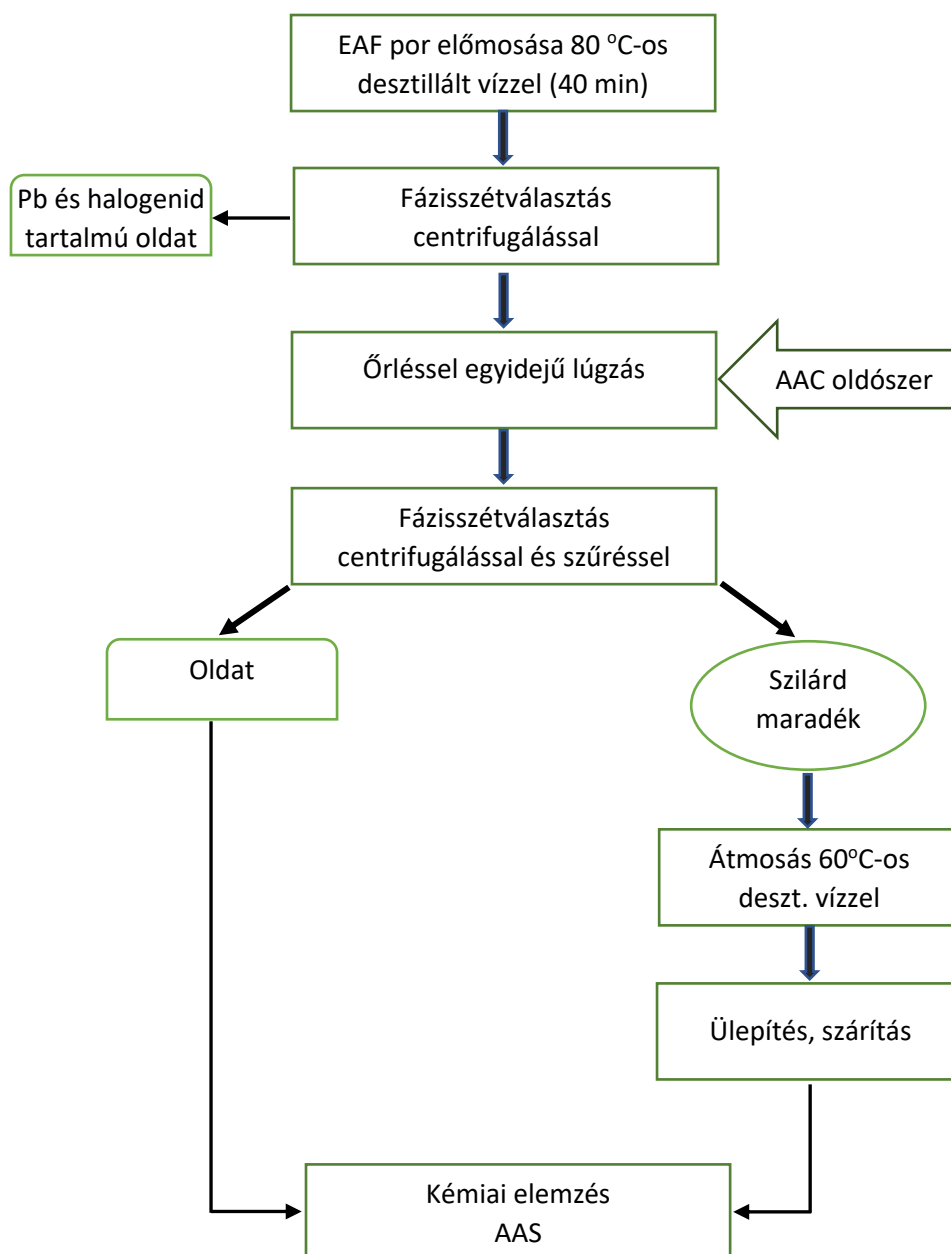 EAF por előmosása 80 °C-os
desztillált vízzel (40 min)
Pb és halogenid
tartalmú oldat
Fázisszétválasztás
centrifugálással
Őrléssel egyidejű lúgzás
AAC oldószer
Fázisszétválasztás
centrifugálással és szűréssel
Oldat
Szilárd
maradék
Átmosás 60°C-os
deszt. vízzel
Ülepítés, szárítás
Kémiai elemzés
AAS